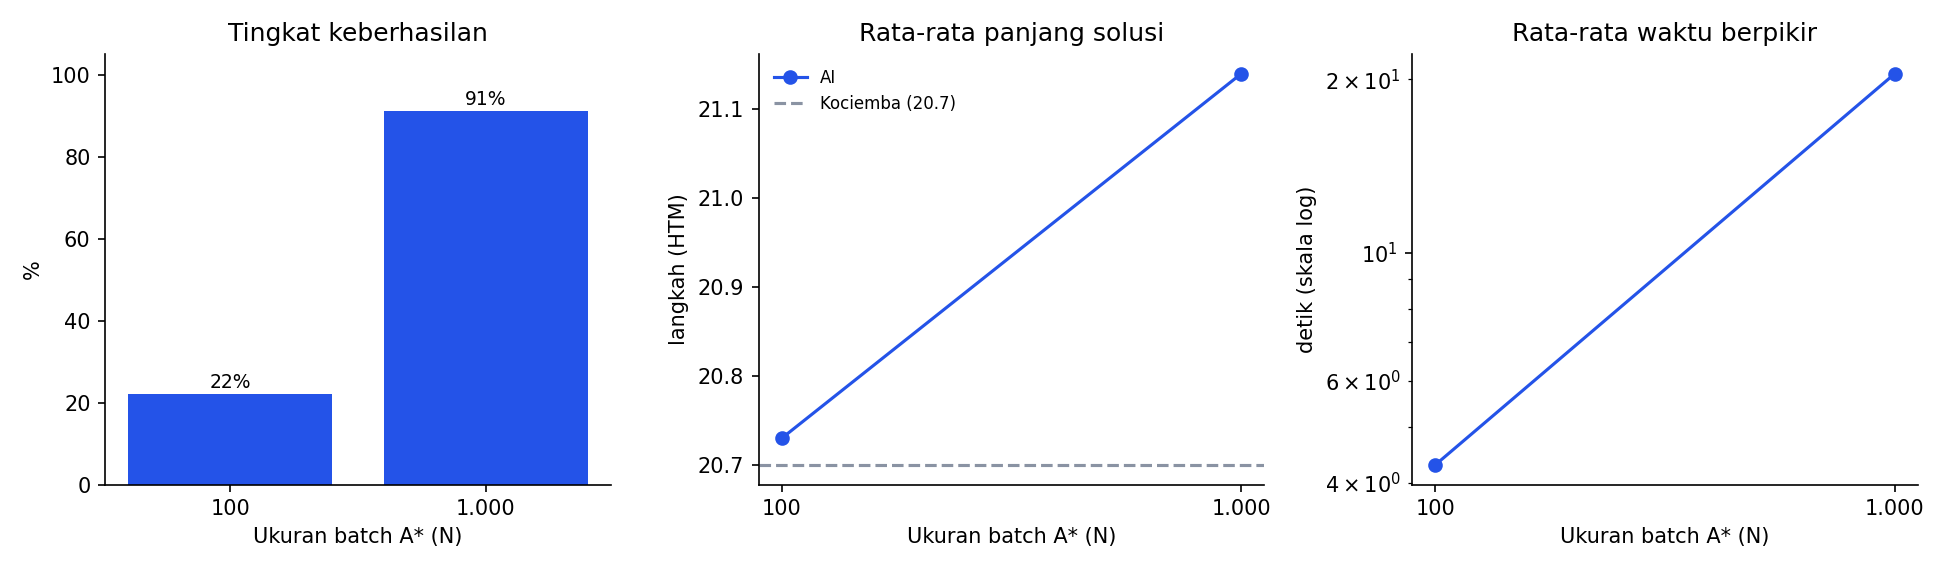 Tingkat keberhasilan
100
80
60
40
20
0
%
22%
91%
100
1.000
Ukuran batch A* (N)
Rata-rata panjang solusi
AI
Kociemba (20.7)
21.1
21.0
20.9
20.8
20.7
langkah (HTM)
100
1.000
Ukuran batch A* (N)
Rata-rata waktu berpikir
2 × 10¹
10¹
6 × 10⁰
4 × 10⁰
detik (skala log)
100
1.000
Ukuran batch A* (N)